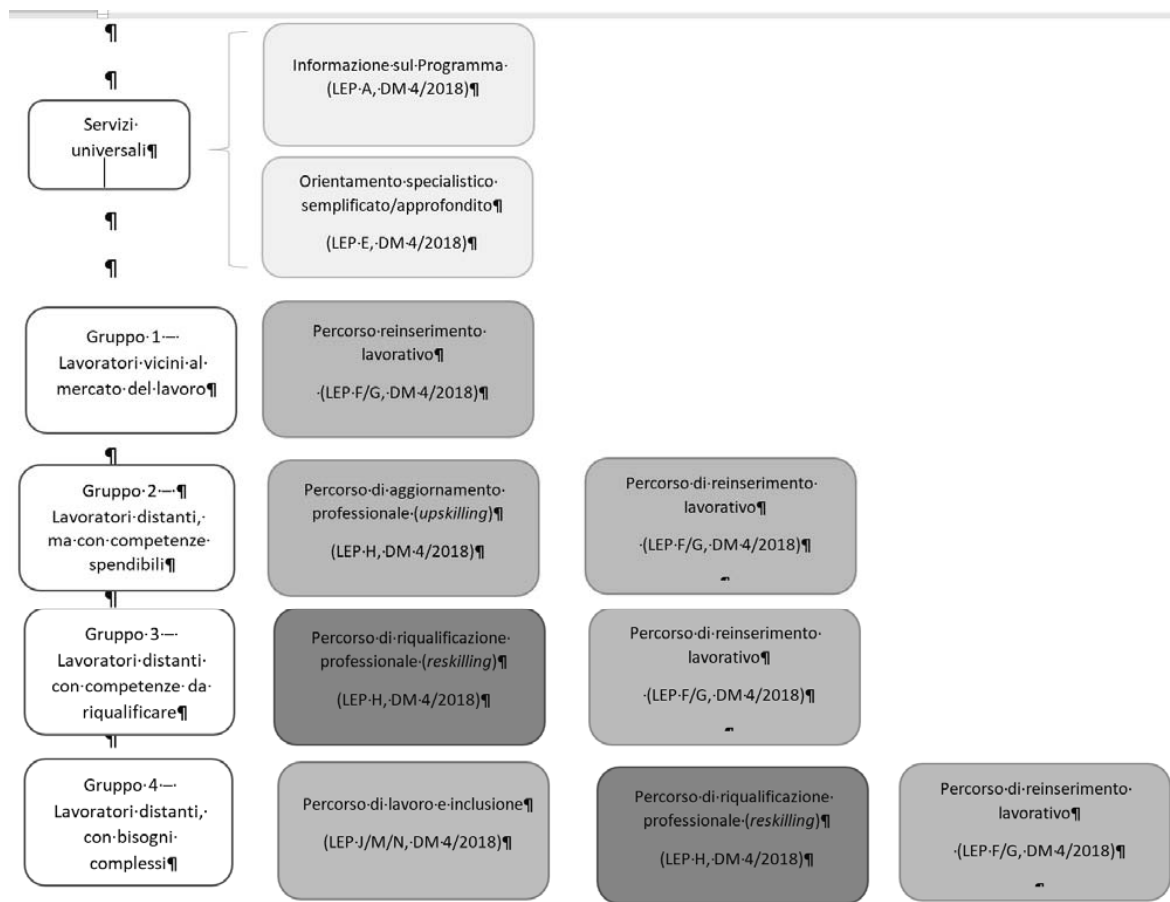 ¶
¶
Servizi·
universali¶
¶
¶
Informazione·sul·Programma·
(LEP·A,·DM·4/2018)¶
Orientamento·specialistico·
semplificato/approfondito¶
(LEP·E,·DM·4/2018)¶
Gruppo·1·–·
Lavoratori·vicini·al·
mercato·del·lavoro¶
Percorso·reinserimento·
lavorativo¶
·(LEP·F/G,·DM·4/2018)¶
¶
Gruppo·2·–·¶
Lavoratori·distanti,·
ma·con·competenze·
spendibili¶
Percorso·di·aggiornamento·
professionale·(upskilling)¶
(LEP·H,·DM·4/2018)¶
Percorso·di·reinserimento·
lavorativo¶
·(LEP·F/G,·DM·4/2018)¶
¶
Gruppo·3·–·
Lavoratori·distanti·
con·competenze·da·
riqualificare¶
Percorso·di·riqualificazione·
professionale·(reskilling)¶
(LEP·H,·DM·4/2018)¶
Percorso·di·reinserimento·
lavorativo¶
·(LEP·F/G,·DM·4/2018)¶
¶
Gruppo·4·–·
Lavoratori·distanti,·
con·bisogni·
complessi¶
Percorso·di·lavoro·e·inclusione¶
(LEP·J/M/N,·DM·4/2018)¶
Percorso·di·riqualificazione·
professionale·(reskilling)¶
(LEP·H,·DM·4/2018)¶
Percorso·di·reinserimento·
lavorativo¶
·(LEP·F/G,·DM·4/2018)¶